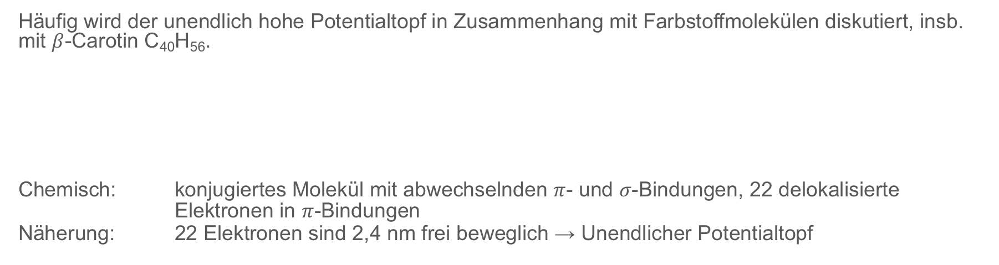 Häufig wird der unendlich hohe Potentialtopf in Zusammenhang mit Farbstoffmolekülen diskutiert, insb.
mit β-Carotin C₄₀H₅₆.
Chemisch: konjugiertes Molekül mit abwechselnden π- und σ-Bindungen, 22 delokalisierte
Elektronen in π-Bindungen
Näherung: 22 Elektronen sind 2,4 nm frei beweglich → Unendlicher Potentialtopf